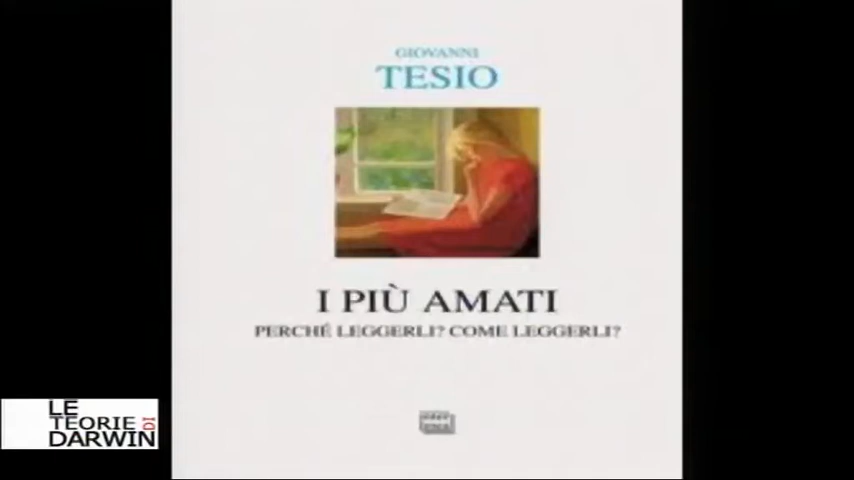 GIOVANNI
TESIO
I PIÙ AMATI
PERCHÉ LEGGERLI? COME LEGGERLI?
LE
TEORIE DI
DARWIN